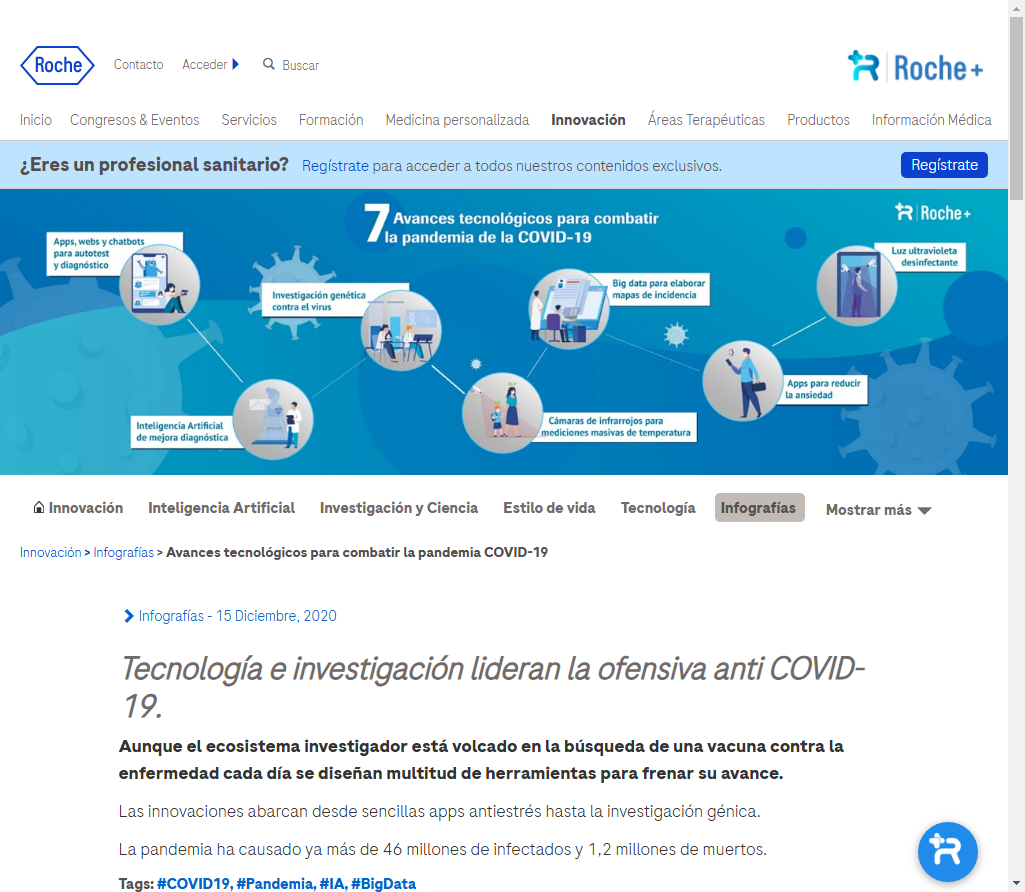 Roche
Contacto
Acceder
Buscar
Roche+
Inicio
Congresos & Eventos
Servicios
Formación
Medicina personalizada
Innovación
Áreas Terapéuticas
Productos
Información Médica
¿Eres un profesional sanitario?
Regístrate para acceder a todos nuestros contenidos exclusivos.
Regístrate
7 Avances tecnológicos para combatir
la pandemia de la COVID-19
Roche+
Apps, webs y chatbots
para autotest
y diagnóstico
Investigación genética
contra el virus
Big data para elaborar
mapas de incidencia
Luz ultravioleta
desinfectante
Inteligencia Artificial
de mejora diagnóstica
Cámaras de infrarrojos para
mediciones masivas de temperatura
Apps para reducir
la ansiedad
Innovación
Inteligencia Artificial
Investigación y Ciencia
Estilo de vida
Tecnología
Infografías
Mostrar más
Innovación > Infografías > Avances tecnológicos para combatir la pandemia COVID-19
Infografías - 15 Diciembre, 2020
Tecnología e investigación lideran la ofensiva anti COVID-
19.
Aunque el ecosistema investigador está volcado en la búsqueda de una vacuna contra la
enfermedad cada día se diseñan multitud de herramientas para frenar su avance.
Las innovaciones abarcan desde sencillas apps antiestrés hasta la investigación génica.
La pandemia ha causado ya más de 46 millones de infectados y 1,2 millones de muertos.
Tags: #COVID19, #Pandemia, #IA, #BigData